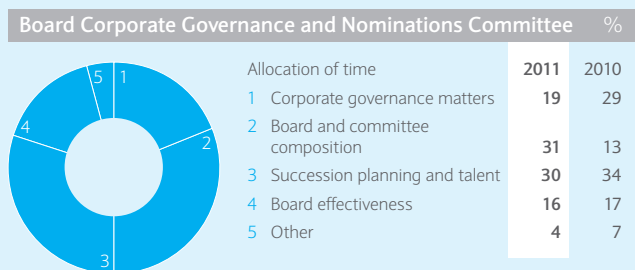 Board Corporate Governance and Nominations Committee %
Allocation of time 2011 2010
1 Corporate governance matters 19 29
2 Board and committee
composition 31 13
3 Succession planning and talent 30 34
4 Board effectiveness 16 17
5 Other 4 7
5 1
4 2
3